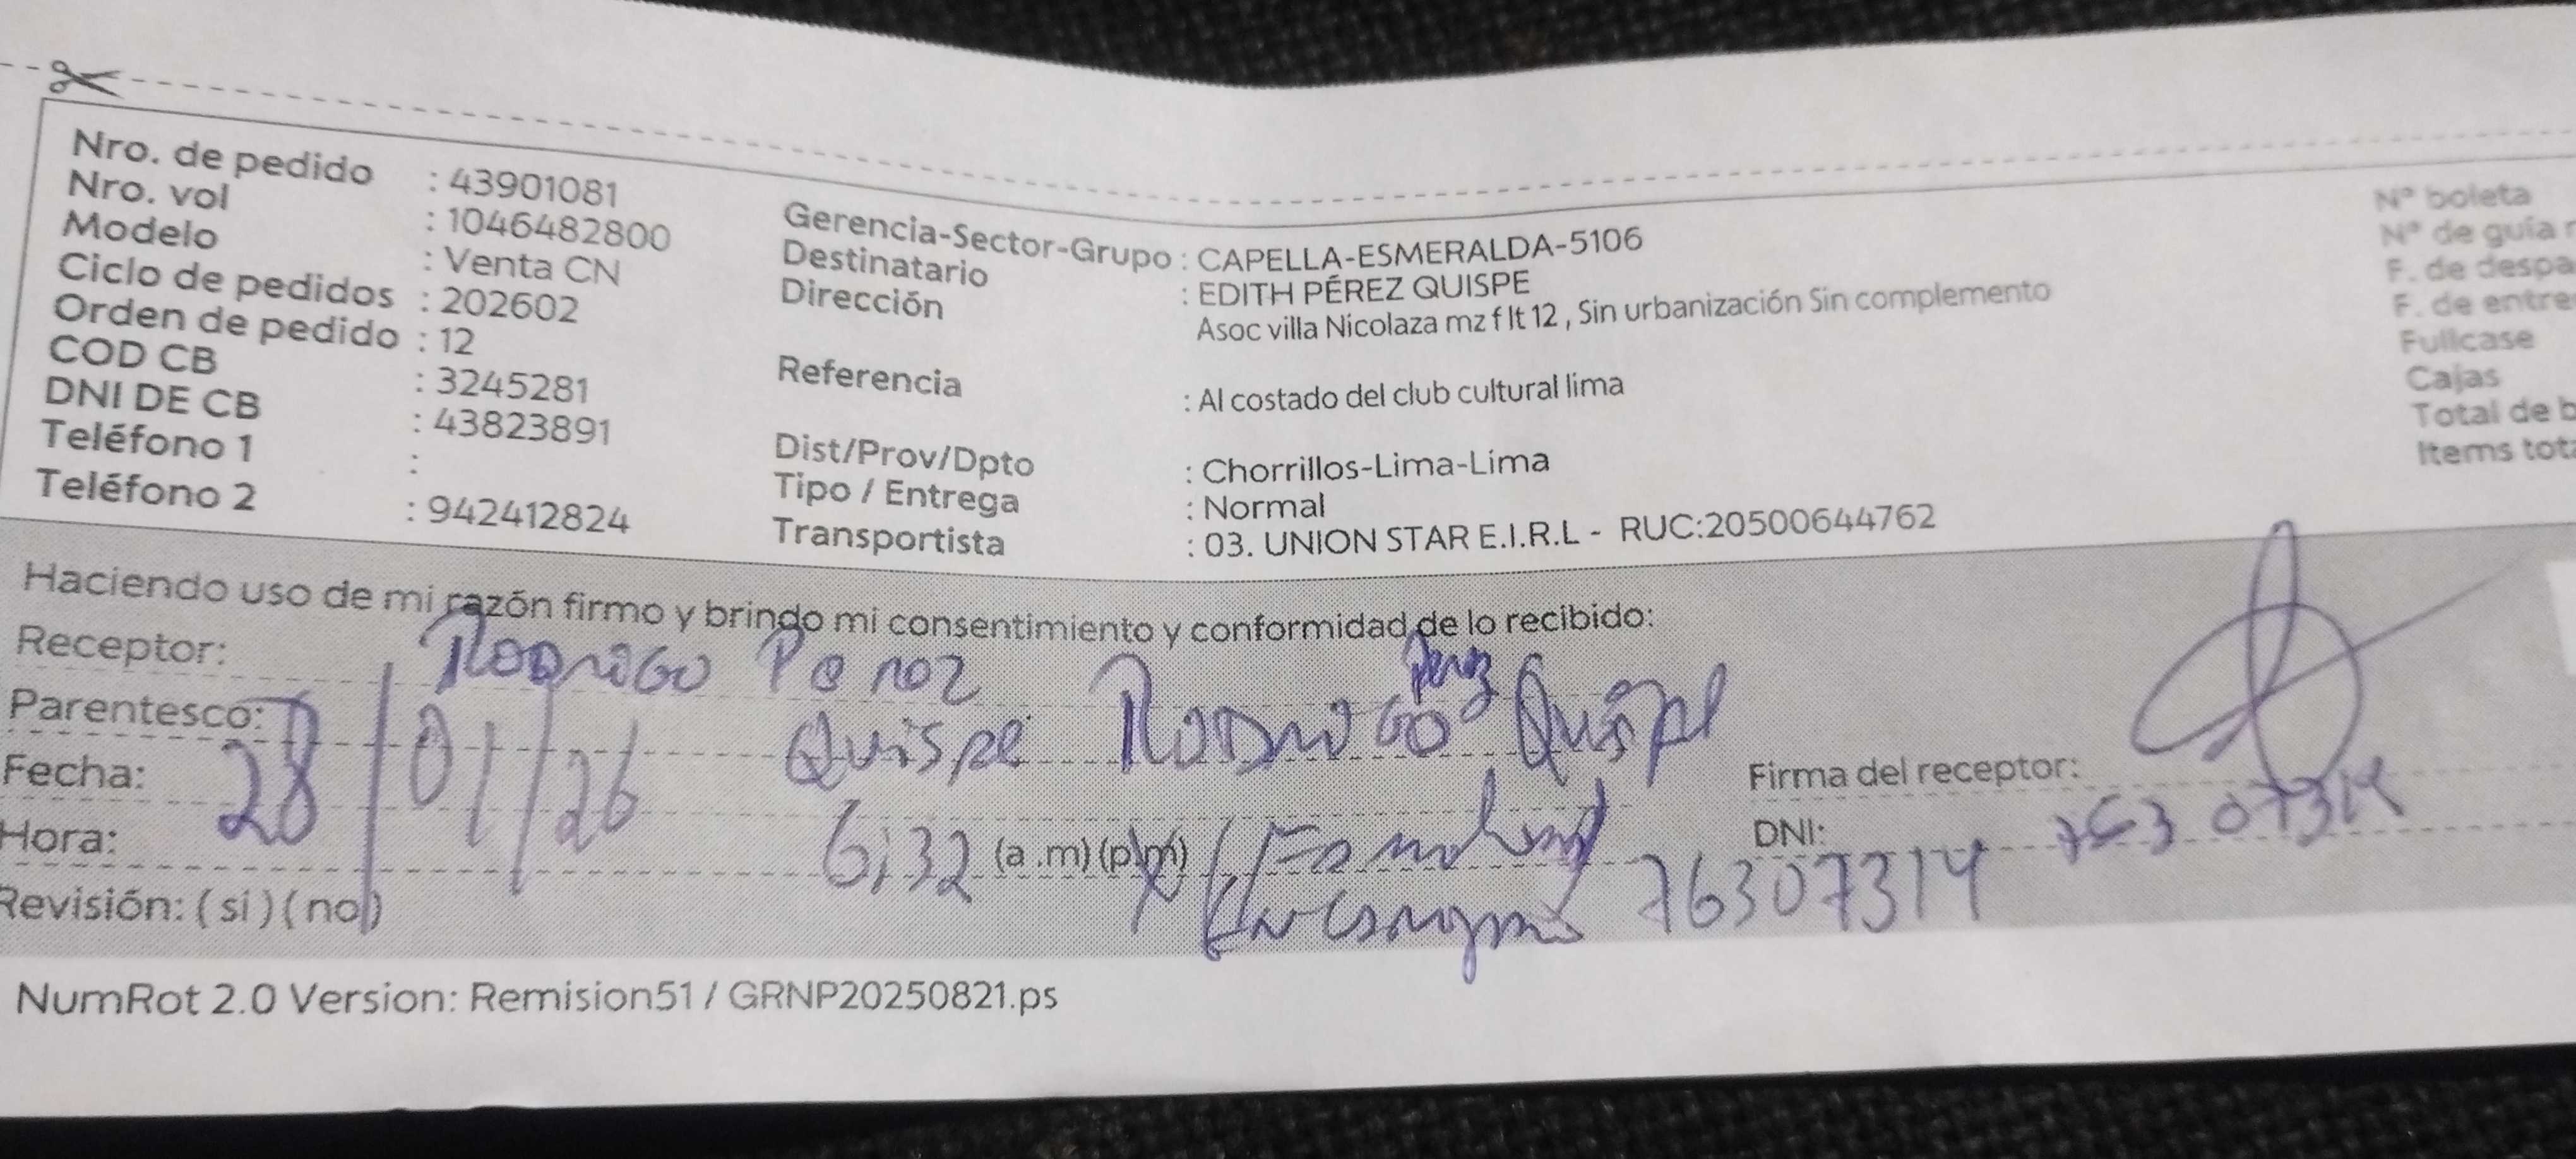 Nro. de pedido : 43901081
Nro. vol : 1046482800
Modelo : Venta CN
Ciclo de pedidos : 202602
Orden de pedido : 12
COD CB : 3245281
DNI DE CB : 43823891
Teléfono 1 :
Teléfono 2 : 942412824
Gerencia-Sector-Grupo : CAPELLA-ESMERALDA-5106
Destinatario : EDITH PÉREZ QUISPE
Dirección Asoc villa Nicolaza mz f lt 12 , Sin urbanización Sin complemento
Referencia : Al costado del club cultural lima
Dist/Prov/Dpto : Chorrillos-Lima-Lima
Tipo / Entrega : Normal
Transportista : 03. UNION STAR E.I.R.L - RUC:20500644762
N° boleta
N° de guía
F. de despa
F. de entre
Fullcase
Cajas
Total de b
Items tot
Haciendo uso de mi razón firmo y brindo mi consentimiento y conformidad de lo recibido:
Receptor: Rodrigo Perez
Quispe Rodrigo Perez Quispe
Parentesco:
Fecha: 28/01/26
Hora: 6:32 (a .m) (p.m)
Revisión: ( si ) ( no )
Firma del receptor:
DNI: 76307314
76307314
NumRot 2.0 Version: Remision51 / GRNP20250821.ps